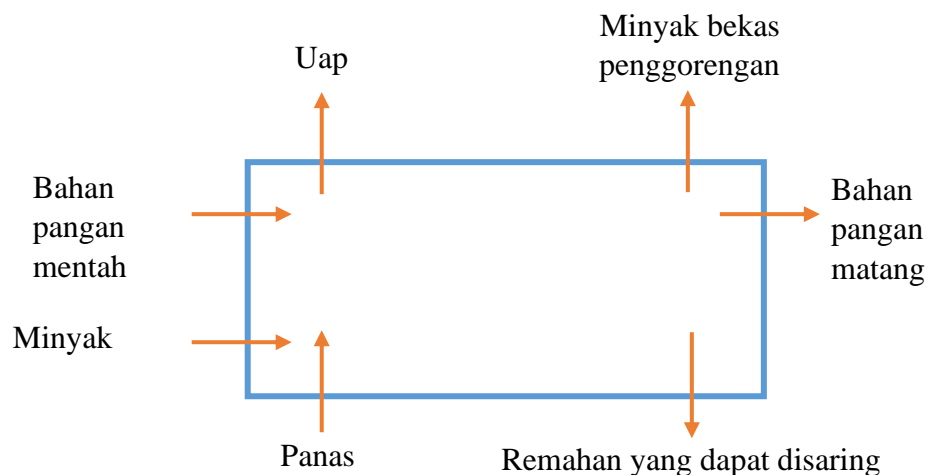 Uap
Minyak bekas
penggorengan
Bahan
pangan
mentah
Bahan
pangan
matang
Minyak
Panas
Remahan yang dapat disaring